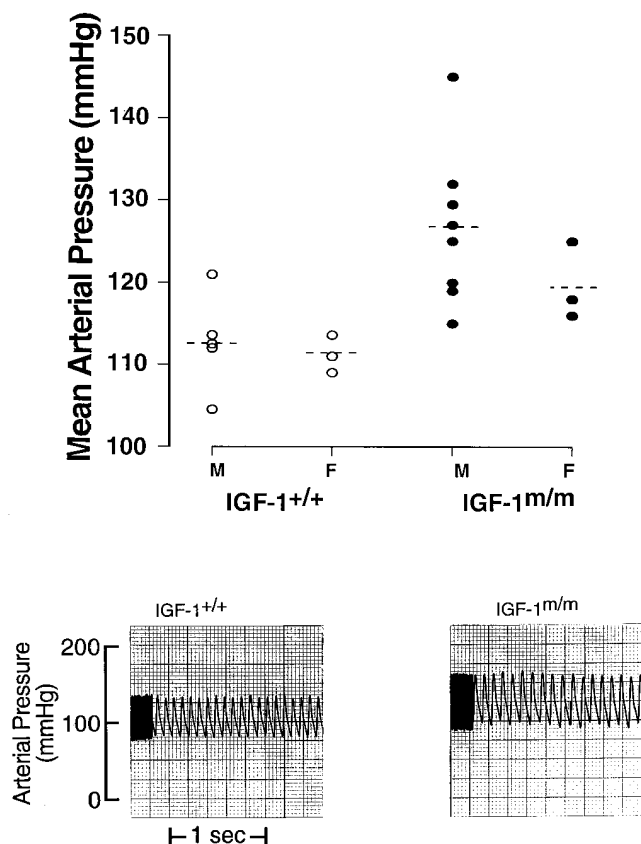 Mean Arterial Pressure (mmHg)
150
140
130
120
110
100
M F M F
IGF-1+/+ IGF-1m/m
IGF-1+/+ IGF-1m/m
Arterial Pressure
(mmHg)
200
100
0
1 sec